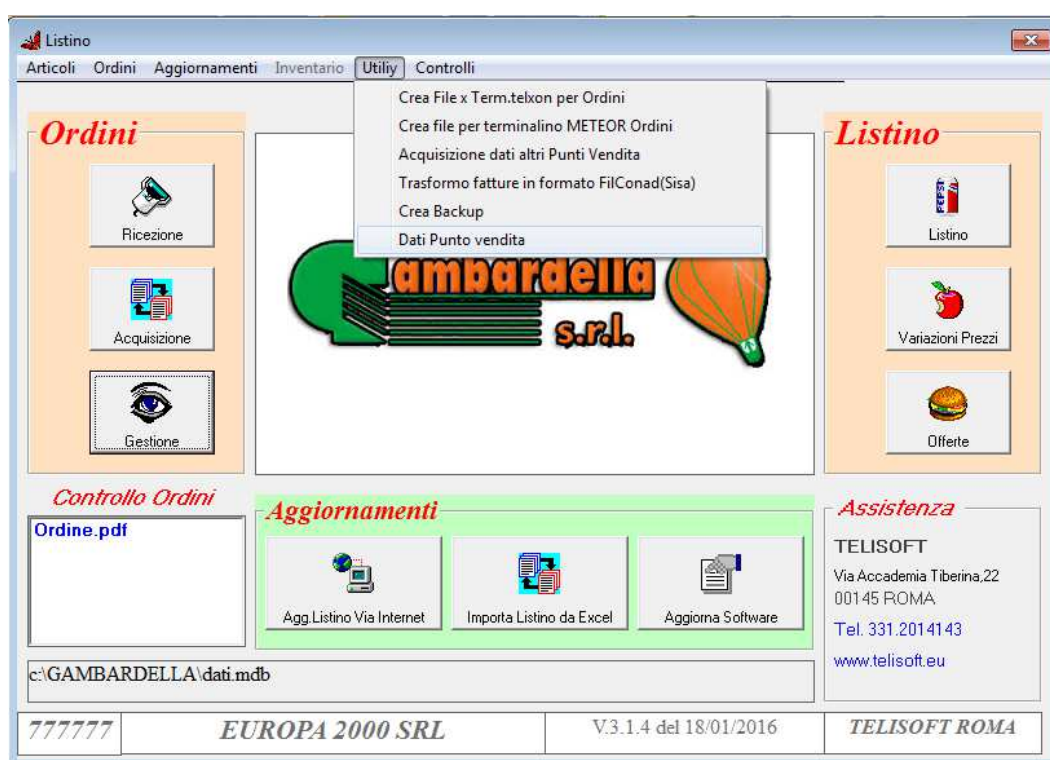 Listino
Articoli Ordini Aggiornamenti Inventario Utiliy Controlli
Crea File x Term.telxon per Ordini
Crea file per terminalino METEOR Ordini
Acquisizione dati altri Punti Vendita
Trasformo fatture in formato FilConad(Sisa)
Crea Backup
Dati Punto vendita
Ordini
Ricezione
Acquisizione
Gestione
Gambardella
s.r.l.
Listino
PEPSI
Listino
Variazioni Prezzi
Offerte
Controllo Ordini
Ordine.pdf
Aggiornamenti
Agg.Listino Via Internet
Importa Listino da Excel
Aggiorna Software
Assistenza
TELISOFT
Via Accademia Tiberina,22
00145 ROMA
Tel. 331.2014143
www.telisoft.eu
c:\GAMBARDELLA\dati.mdb
777777 EUROPA 2000 SRL V.3.1.4 del 18/01/2016 TELISOFT ROMA